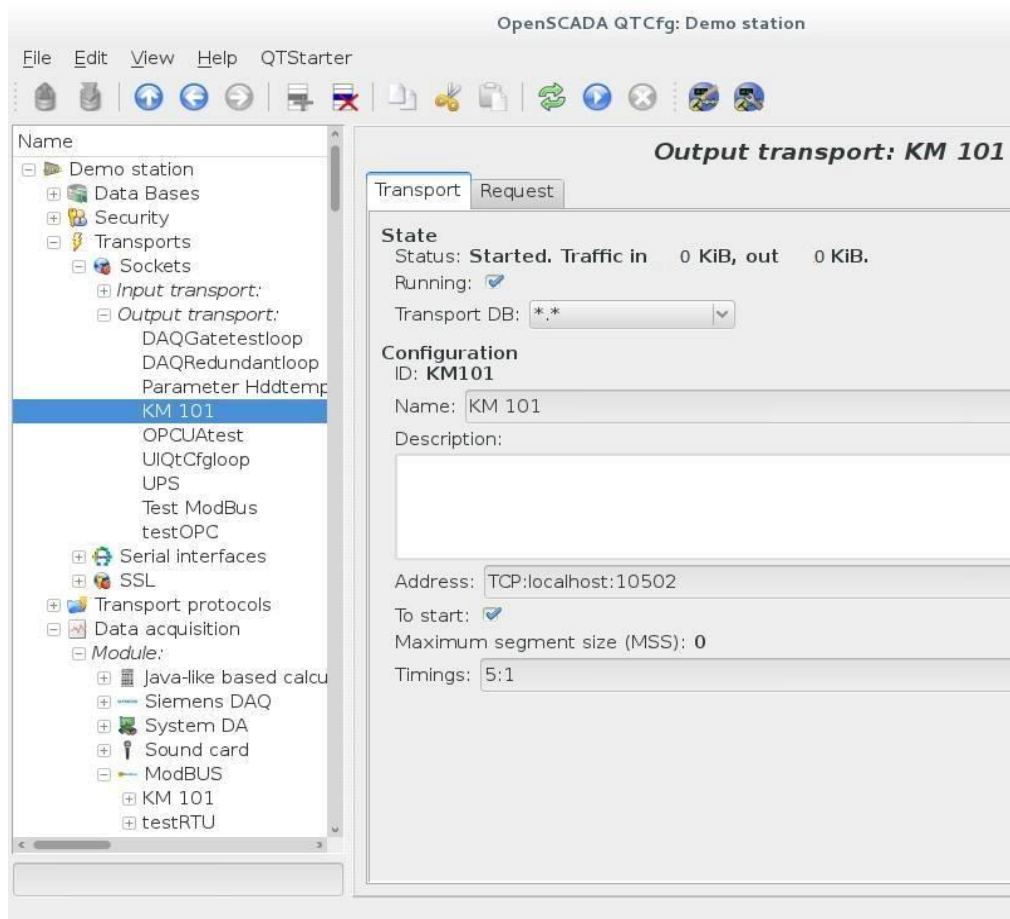 OpenSCADA QTCfg: Demo station
File Edit View Help QTStarter
Name
Demo station
Data Bases
Security
Transports
Sockets
Input transport:
Output transport:
DAQGatetestloop
DAQRedundantloop
Parameter Hddtemp
KM 101
OPCUAtest
UIQtCfgloop
UPS
Test ModBus
testOPC
Serial interfaces
SSL
Transport protocols
Data acquisition
Module:
Java-like based calcu
Siemens DAQ
System DA
Sound card
ModBUS
KM 101
testRTU
Output transport: KM 101
Transport Request
State
Status: Started. Traffic in 0 KiB, out 0 KiB.
Running:
Transport DB: *.*
Configuration
ID: KM101
Name: KM 101
Description:
Address: TCP:localhost:10502
To start:
Maximum segment size (MSS): 0
Timings: 5:1